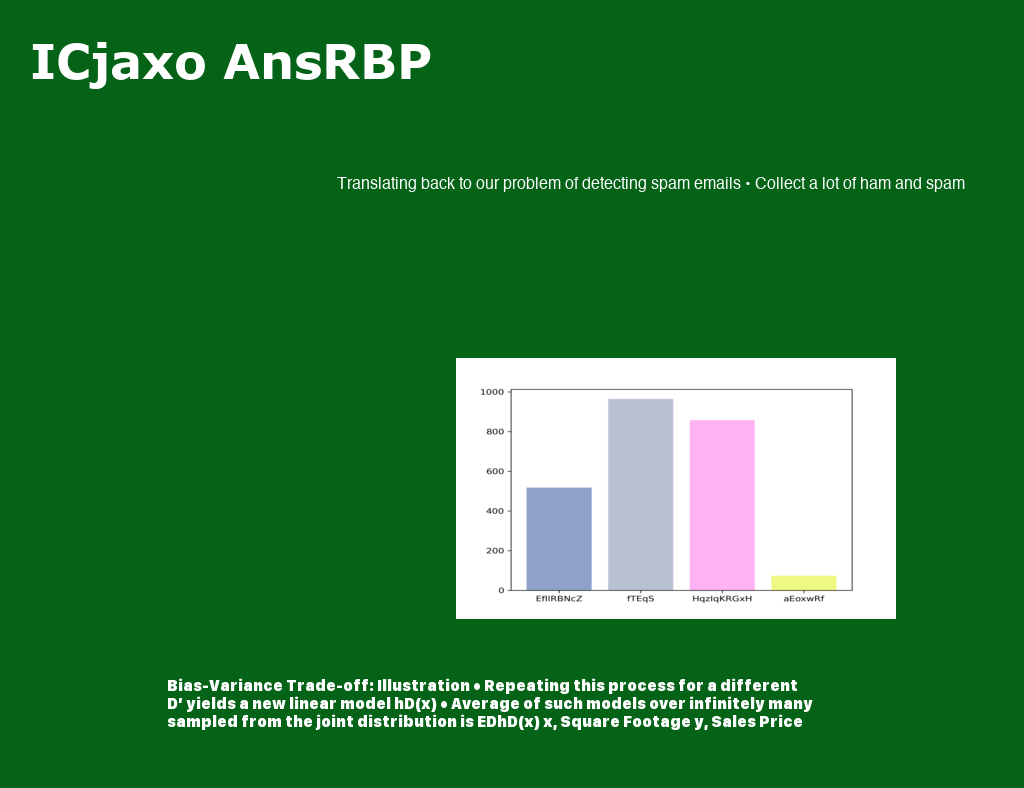 ICjaxo AnsRBP
Translating back to our problem of detecting spam emails • Collect a lot of ham and spam
1000
800
600
400
200
0
EfIIRBNcZ
fTEqS
HqzIqKRGxH
aEoxwRf
Bias-Variance Trade-off: Illustration • Repeating this process for a different
D’ yields a new linear model hD(x) • Average of such models over infinitely many
sampled from the joint distribution is EDhD(x) x, Square Footage y, Sales Price